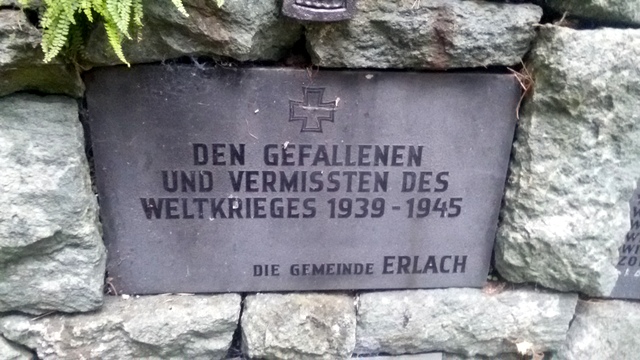 DEN GEFALLENEN
UND VERMISSTEN DES
WELTKRIEGES 1939-1945
DIE GEMEINDE ERLACH